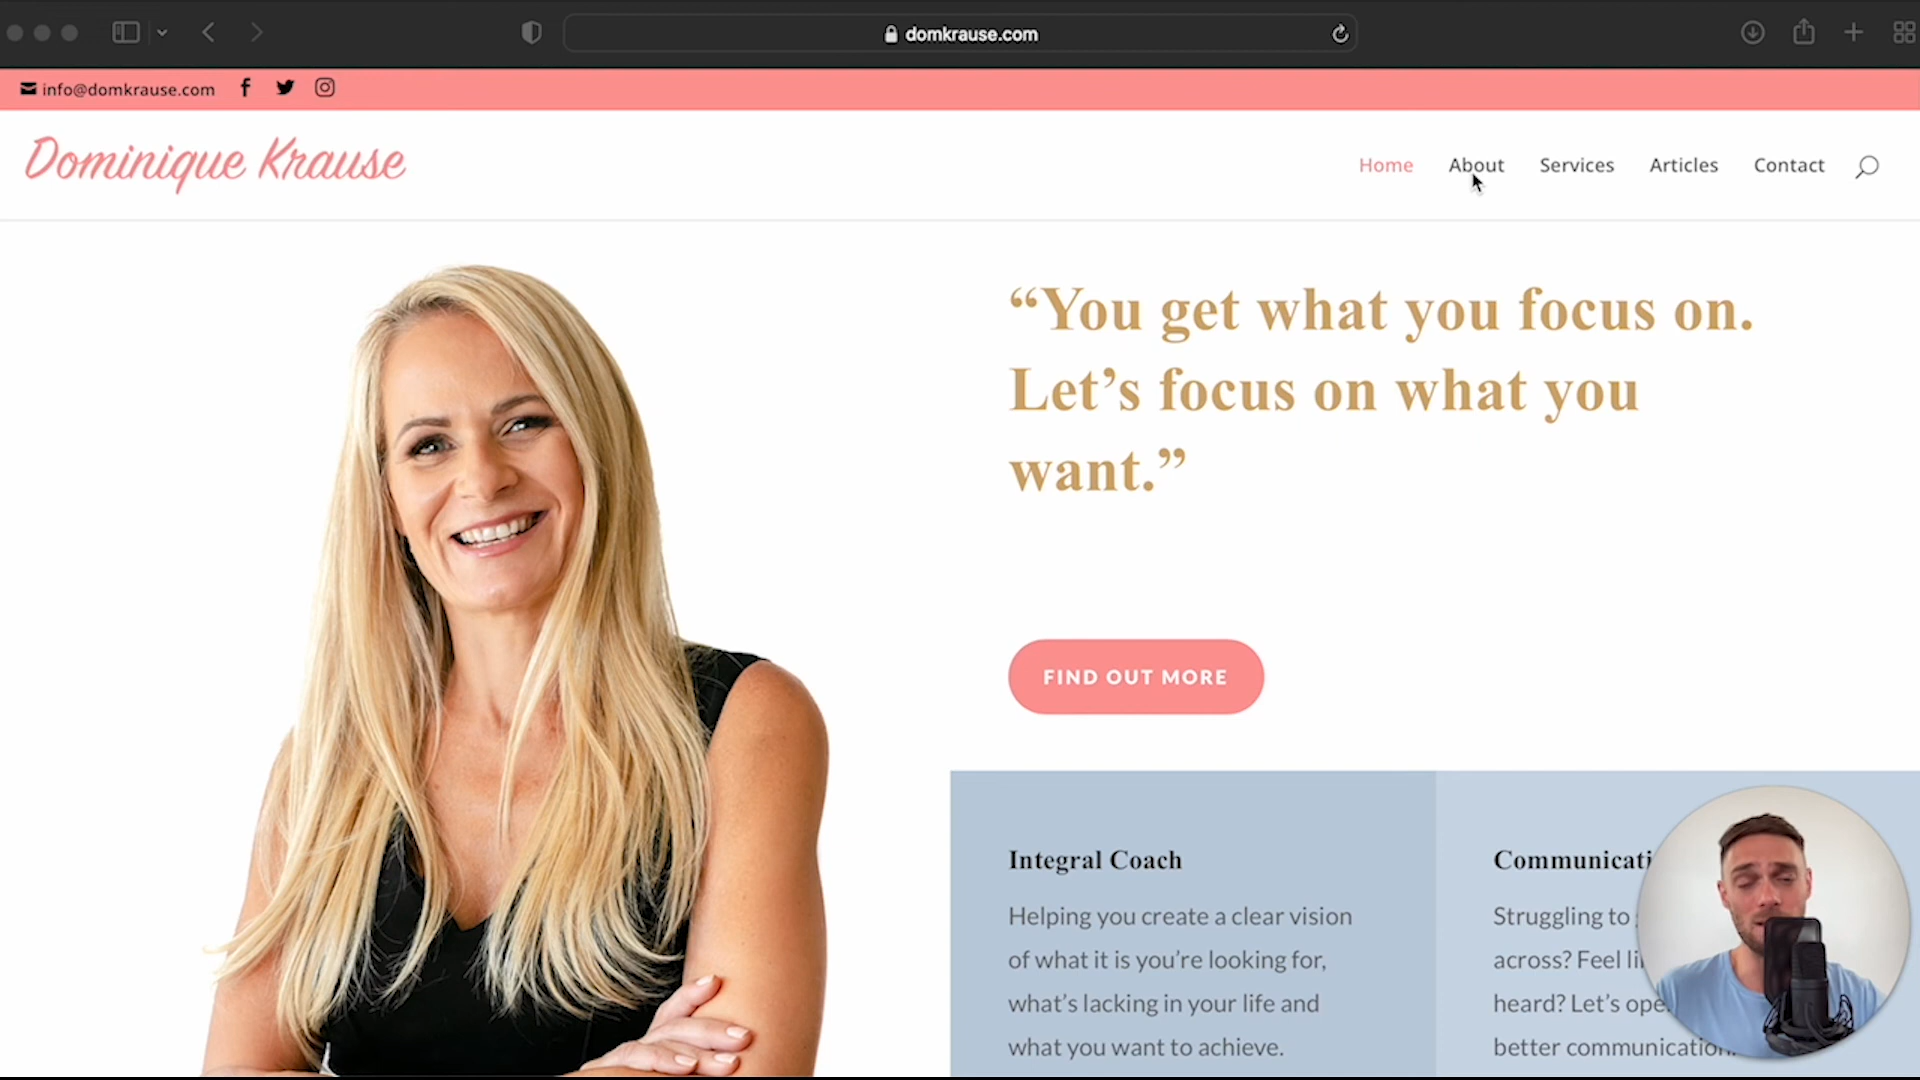 domkrause.com
info@domkrause.com
Dominique Krause
Home About Services Articles Contact
“You get what you focus on.
Let’s focus on what you
want.”
FIND OUT MORE
Integral Coach
Helping you create a clear vision
of what it is you’re looking for,
what’s lacking in your life and
what you want to achieve.
Struggling to
across? Feel
heard? Let’s
better communication.